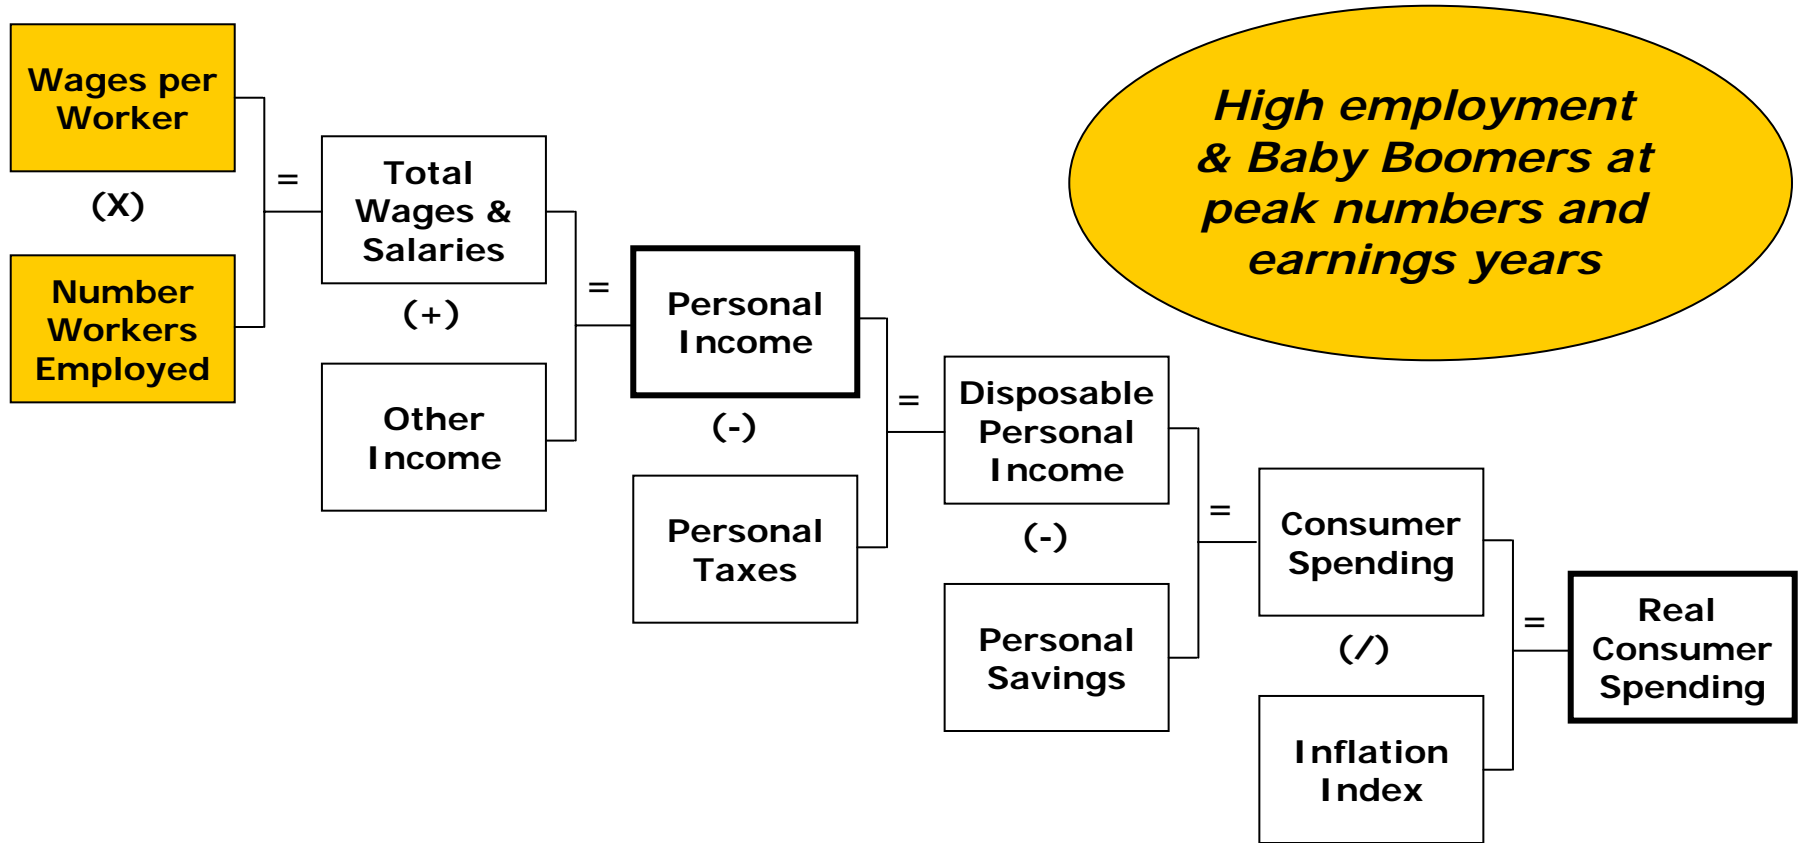 Wages per
Worker
(X)
Number
Workers
Employed
=
Total
Wages &
Salaries
(+)
Other
Income
=
Personal
Income
(-)
Personal
Taxes
=
Disposable
Personal
Income
(-)
Personal
Savings
=
Consumer
Spending
(/)
Inflation
Index
=
Real
Consumer
Spending
High employment
& Baby Boomers at
peak numbers and
earnings years